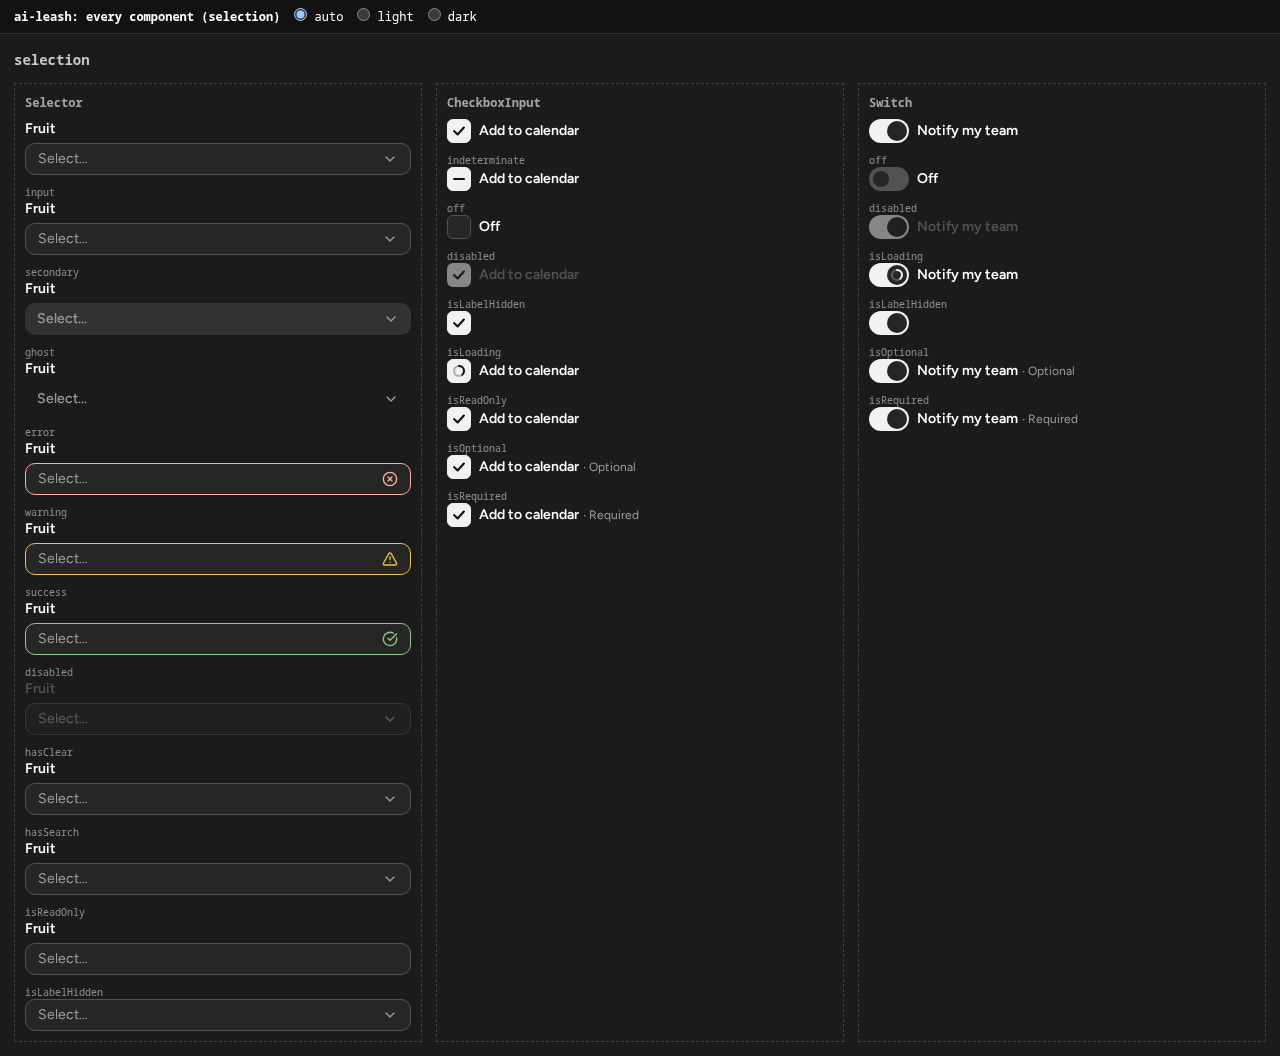 ai-leash: every component (selection) auto light dark
selection
Selector
Fruit
Select...
input
Fruit
Select...
secondary
Fruit
Select...
ghost
Fruit
Select...
error
Fruit
Select...
warning
Fruit
Select...
success
Fruit
Select...
disabled
Fruit
Select...
hasClear
Fruit
Select...
hasSearch
Fruit
Select...
isReadOnly
Fruit
Select...
isLabelHidden
Select...
CheckboxInput
Add to calendar
indeterminate
Add to calendar
off
Off
disabled
Add to calendar
isLabelHidden
isLoading
Add to calendar
isReadOnly
Add to calendar
isOptional
Add to calendar · Optional
isRequired
Add to calendar · Required
Switch
Notify my team
off
Off
disabled
Notify my team
isLoading
Notify my team
isLabelHidden
isOptional
Notify my team · Optional
isRequired
Notify my team · Required